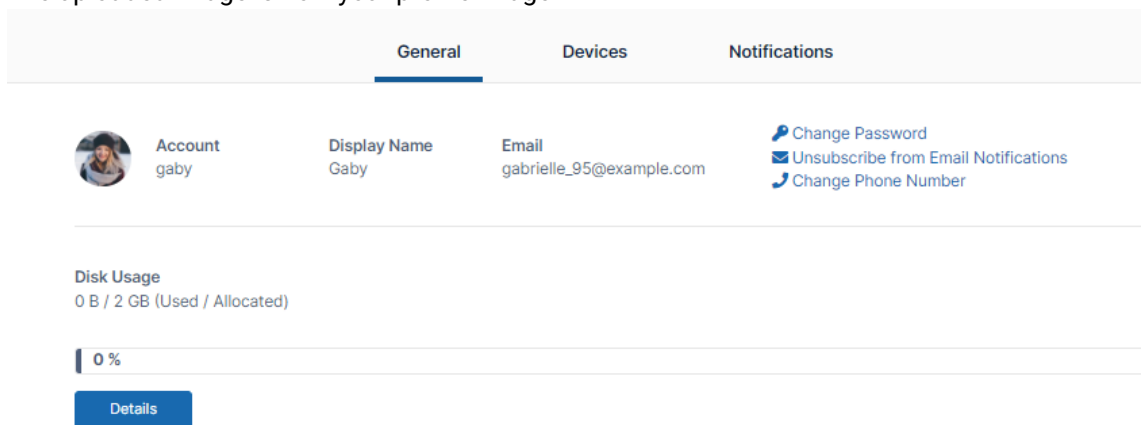 General Devices Notifications
Account Display Name Email
gaby Gaby gabrielle_95@example.com
Change Password
Unsubscribe from Email Notifications
Change Phone Number
Disk Usage
0 B / 2 GB (Used / Allocated)
0 %
Details